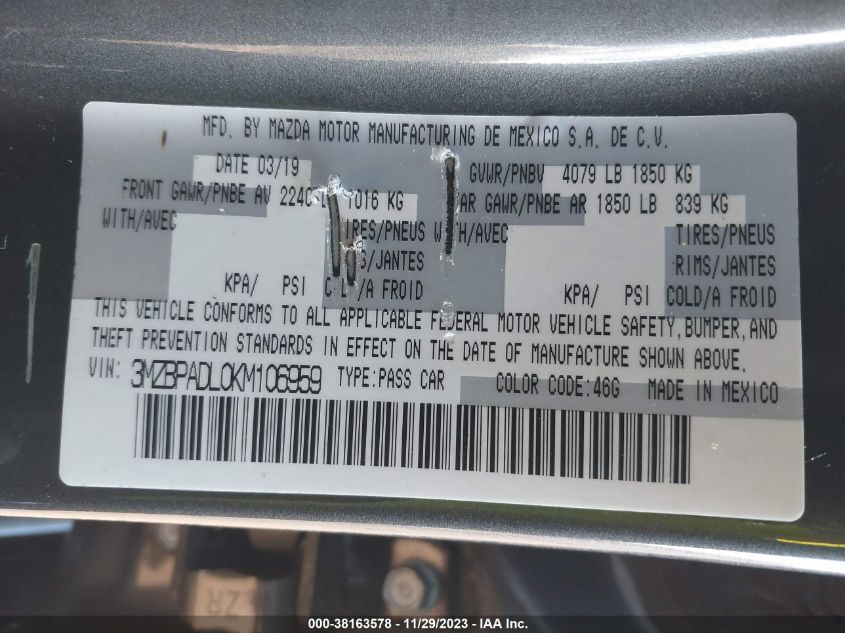 MFD. BY MAZDA MOTOR MANUFACTURING DE MEXICO S.A. DE C.V.
DATE 03/19 GVWR/PNBV 4079 LB 1850 KG
FRONT GAWR/PNBE AV 1016 KG GAWR/PNBE AR 1850 LB 839 KG
WITH/AVEC TIRES/PNEUS WITH/AVEC TIRES/PNEUS
/JANTES RIMS/JANTES
KPA/ PSI /A FROID KPA/ PSI COLD/A FROID
THIS VEHICLE CONFORMS TO ALL APPLICABLE FEDERAL MOTOR VEHICLE SAFETY, BUMPER, AND
THEFT PREVENTION STANDARDS IN EFFECT ON THE DATE OF MANUFACTURE SHOWN ABOVE.
VIN: 3MZBPADL0KM106959 TYPE:PASS CAR COLOR CODE:46G MADE IN MEXICO
ZR
000-38163578 - 11/29/2023 - IAA Inc.